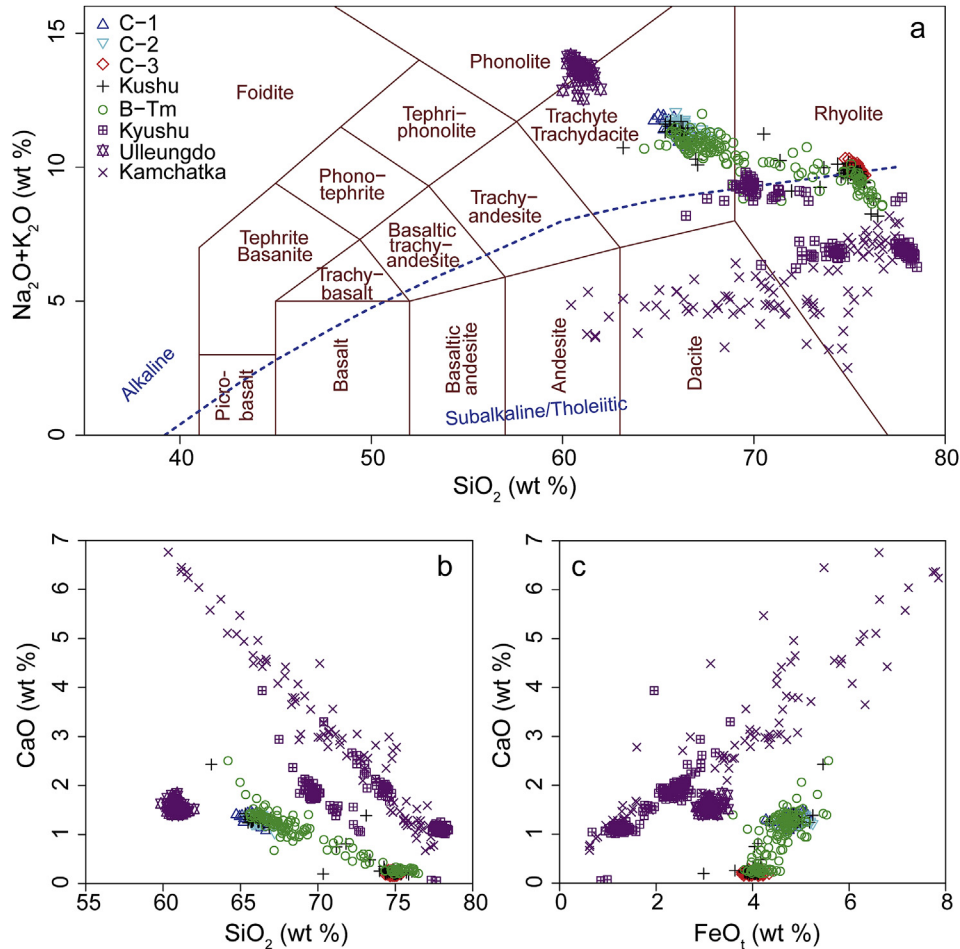 a
C−1
C−2
C−3
Kushu
B−Tm
Kyushu
Ulleungdo
Kamchatka
Foidite
Phonolite
Tephri−
phonolite
Trachyte
Trachydacite
Rhyolite
Phono−
tephrite
Trachy−
andesite
Tephrite
Basanite
Basaltic
trachy−
andesite
Trachy−
basalt
Alkaline
Picro−
basalt
Basalt
Basaltic
andesite
Andesite
Dacite
Subalkaline/Tholeiitic
Na₂O+K₂O (wt %)
0
5
10
15
40
50
60
70
80
SiO₂ (wt %)
b
CaO (wt %)
0
1
2
3
4
5
6
7
55
60
65
70
75
80
SiO₂ (wt %)
c
CaO (wt %)
0
1
2
3
4
5
6
7
0
2
4
6
8
FeOₜ (wt %)